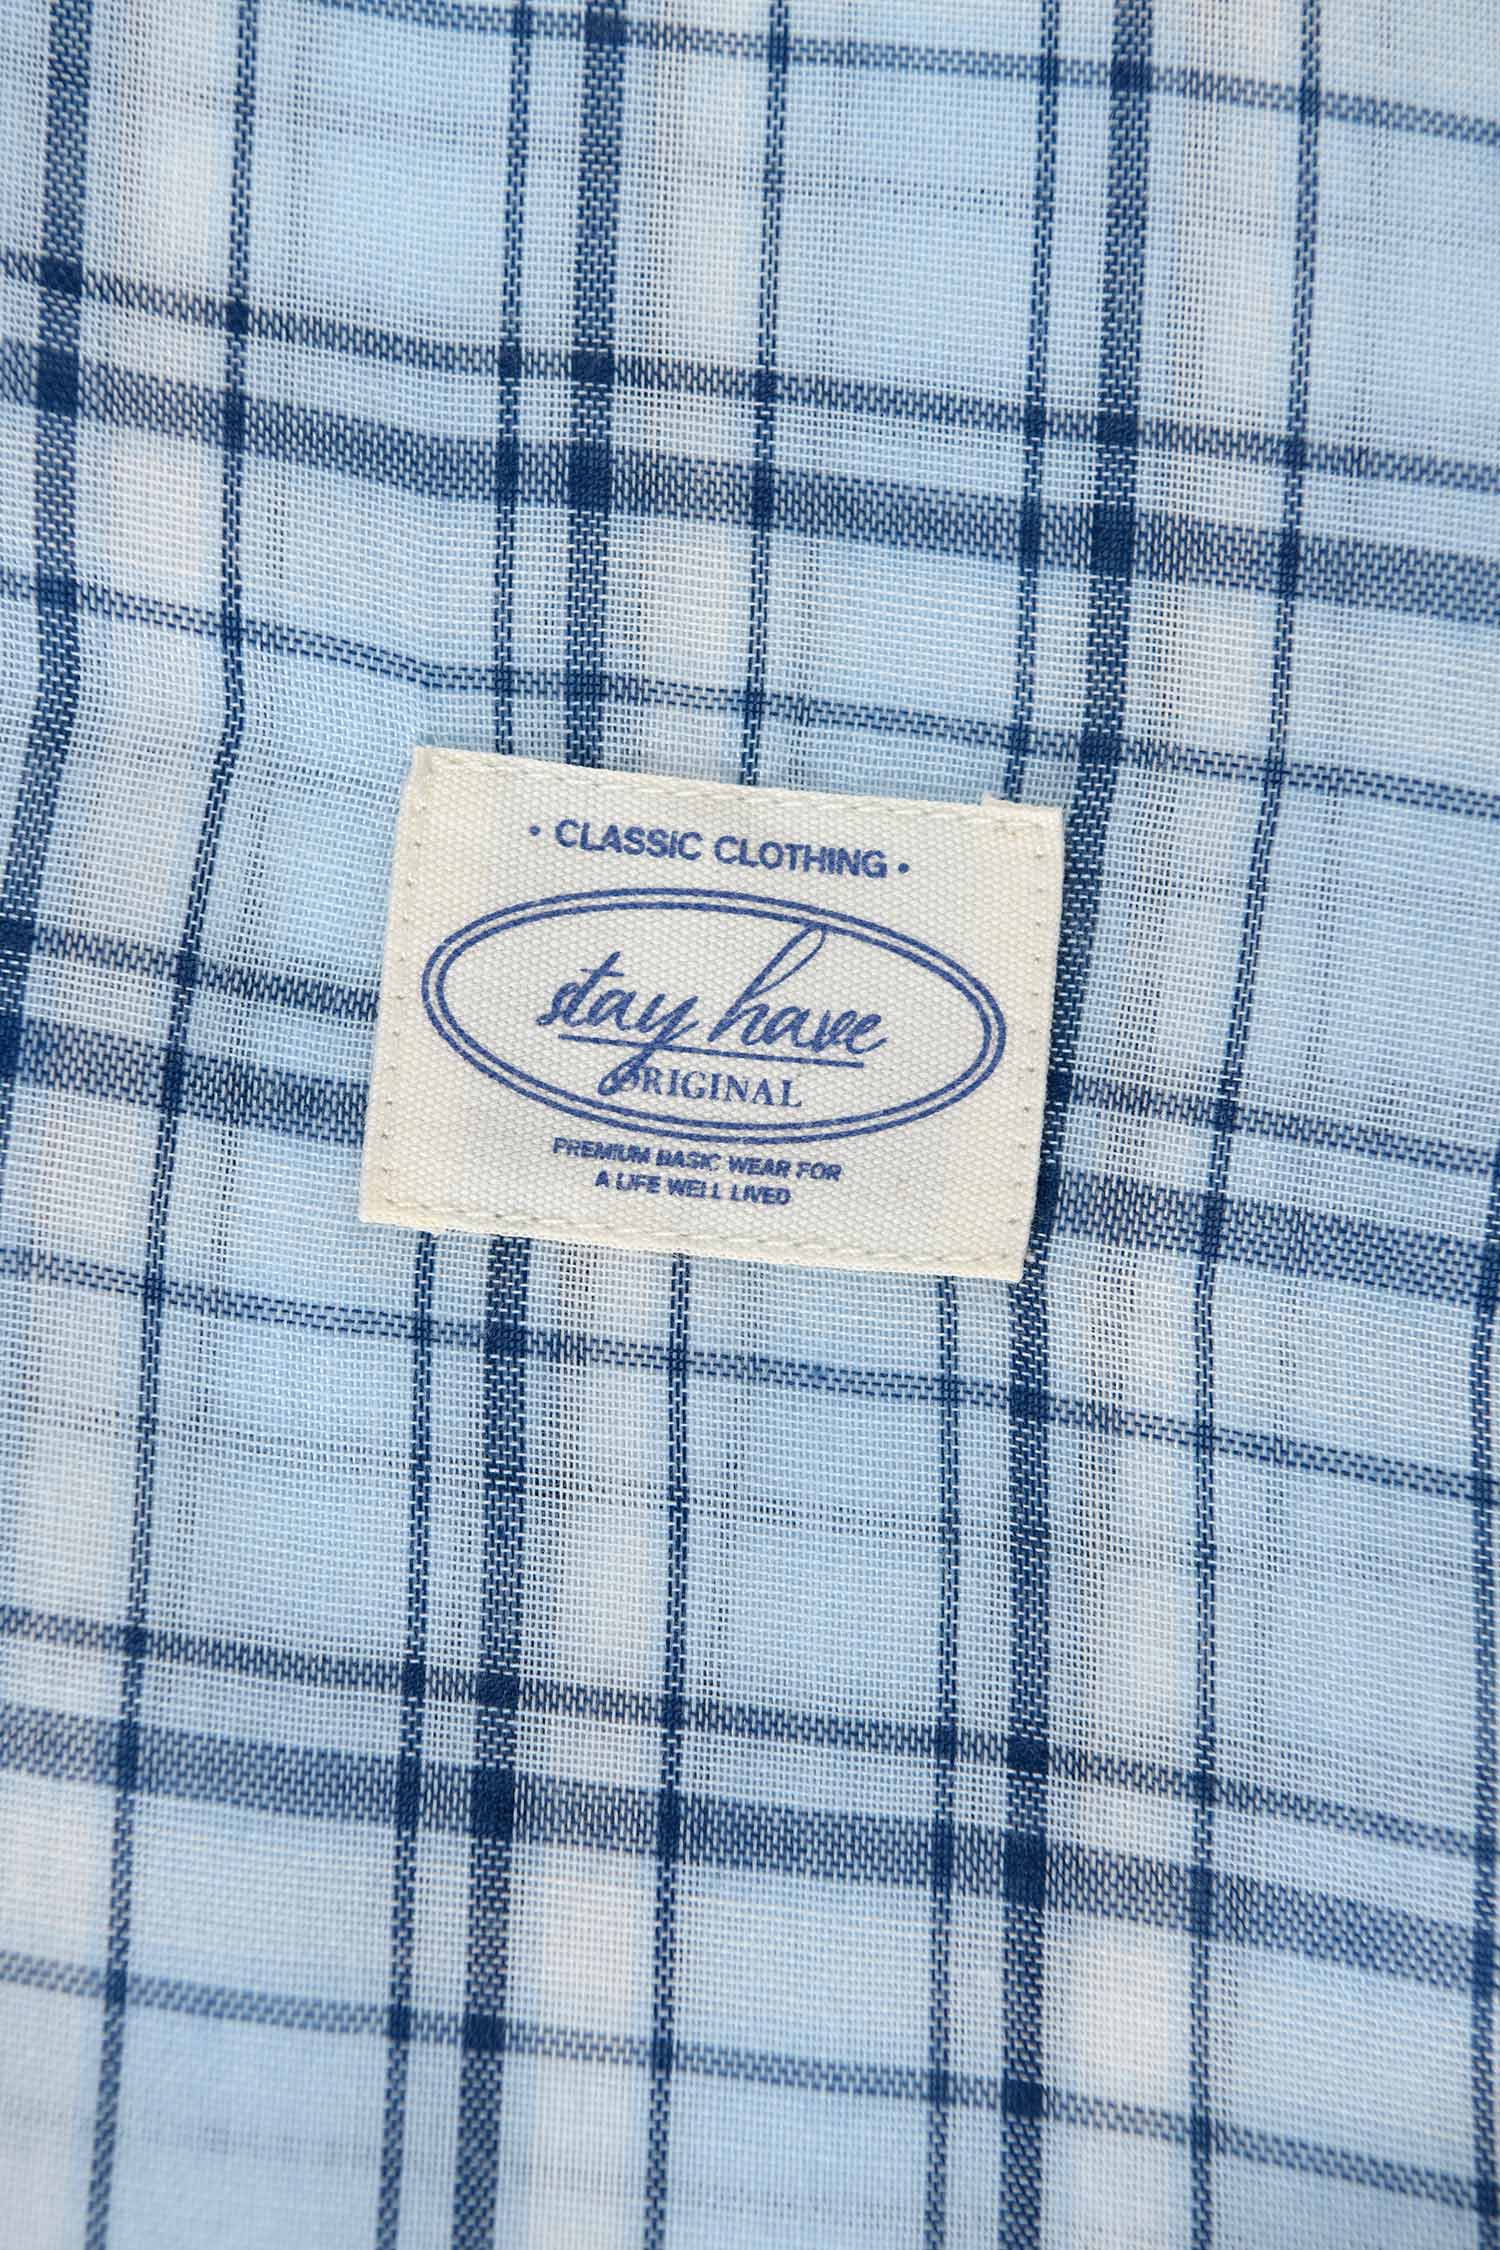 • CLASSIC CLOTHING •
stay have
ORIGINAL
PREMIUM BASIC WEAR FOR
A LIFE WELL LIVED